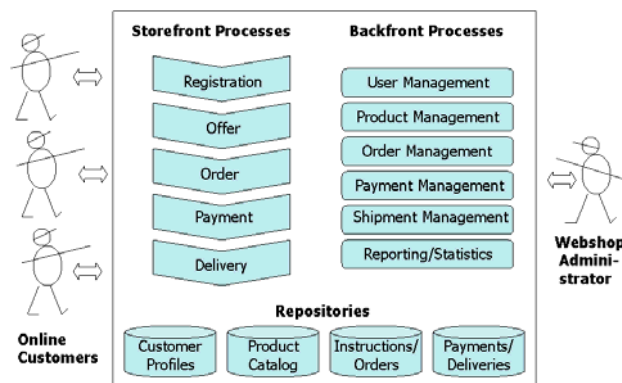 Storefront Processes
Backfront Processes
Registration
Offer
Order
Payment
Delivery
User Management
Product Management
Order Management
Payment Management
Shipment Management
Reporting/Statistics
Online
Customers
Webshop
Admini-
strator
Repositories
Customer
Profiles
Product
Catalog
Instructions/
Orders
Payments/
Deliveries